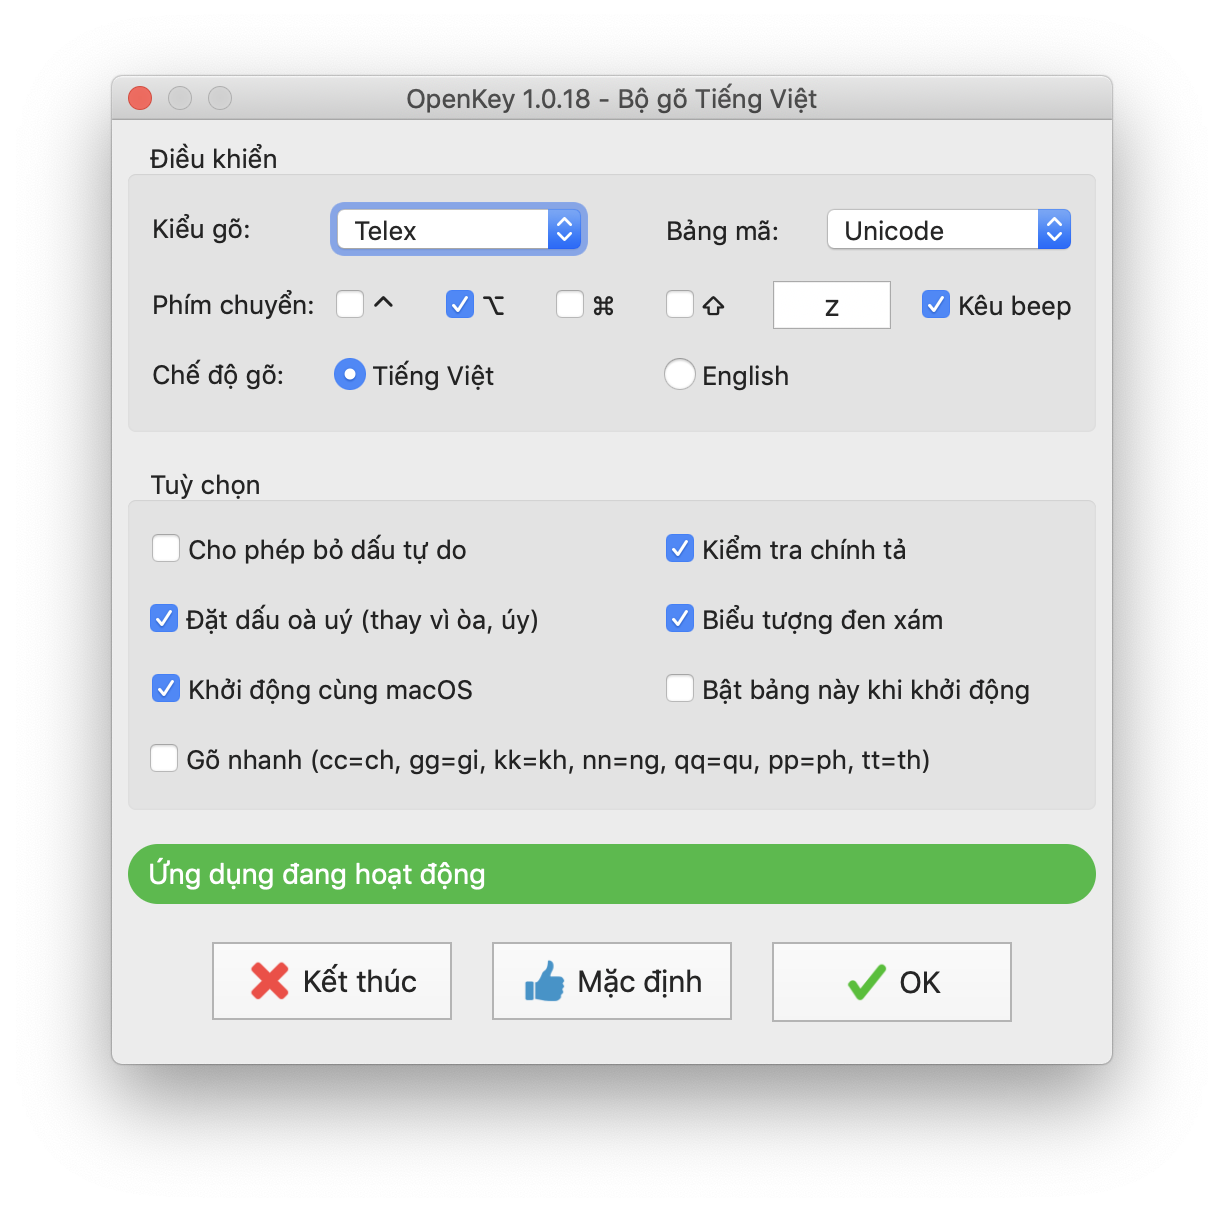 OpenKey 1.0.18 - Bộ gõ Tiếng Việt
Điều khiển
Kiểu gõ: Telex Bảng mã: Unicode
Phím chuyển: ^ ⌥ ⌘ ⇧ z Kêu beep
Chế độ gõ: Tiếng Việt English
Tuỳ chọn
Cho phép bỏ dấu tự do Kiểm tra chính tả
Đặt dấu oà uý (thay vì òa, úy) Biểu tượng đen xám
Khởi động cùng macOS Bật bảng này khi khởi động
Gõ nhanh (cc=ch, gg=gi, kk=kh, nn=ng, qq=qu, pp=ph, tt=th)
Ứng dụng đang hoạt động
Kết thúc Mặc định OK